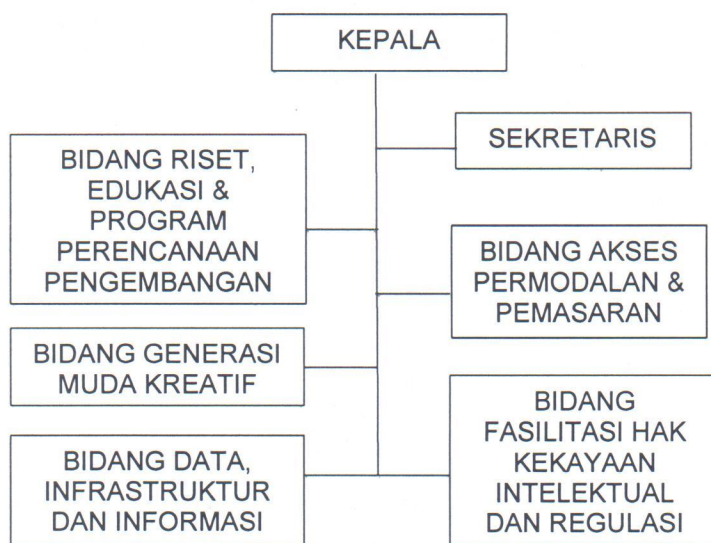 KEPALA
SEKRETARIS
BIDANG RISET,
EDUKASI &
PROGRAM
PERENCANAAN
PENGEMBANGAN
BIDANG AKSES
PERMODALAN &
PEMASARAN
BIDANG GENERASI
MUDA KREATIF
BIDANG
FASILITASI HAK
KEKAYAAN
INTELEKTUAL
DAN REGULASI
BIDANG DATA,
INFRASTRUKTUR
DAN INFORMASI